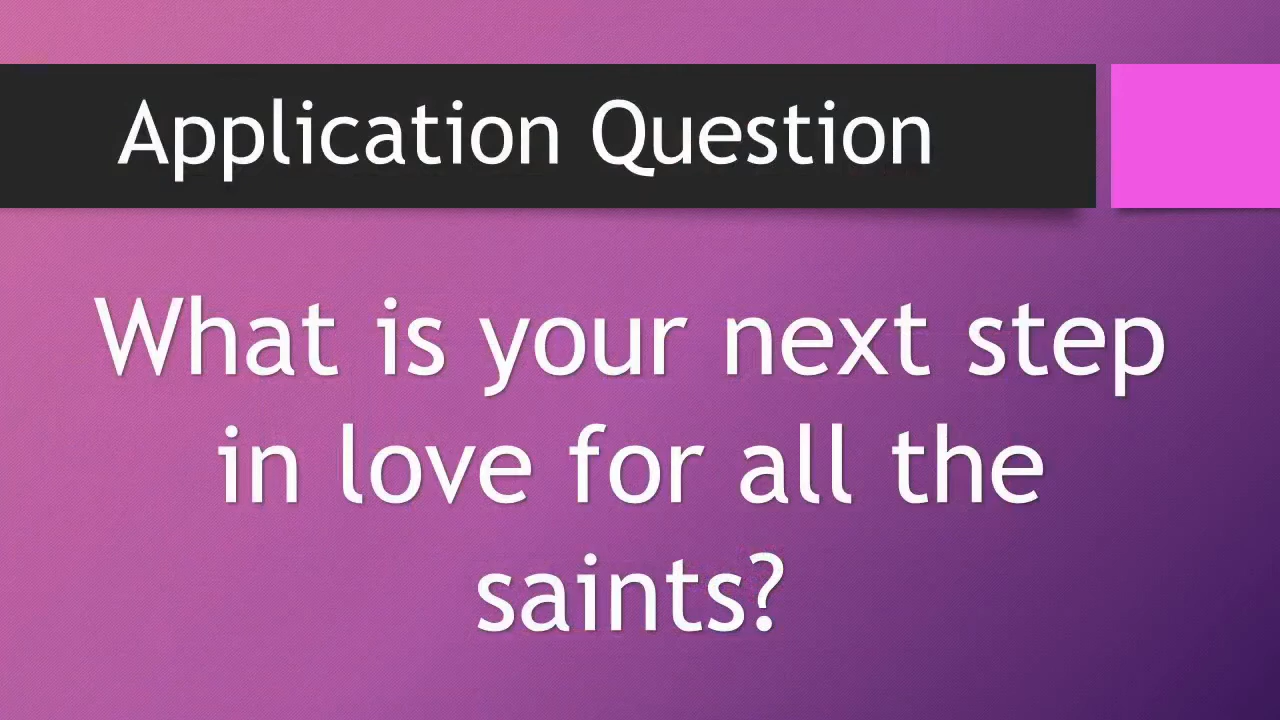 Application Question
What is your next step
in love for all the
saints?